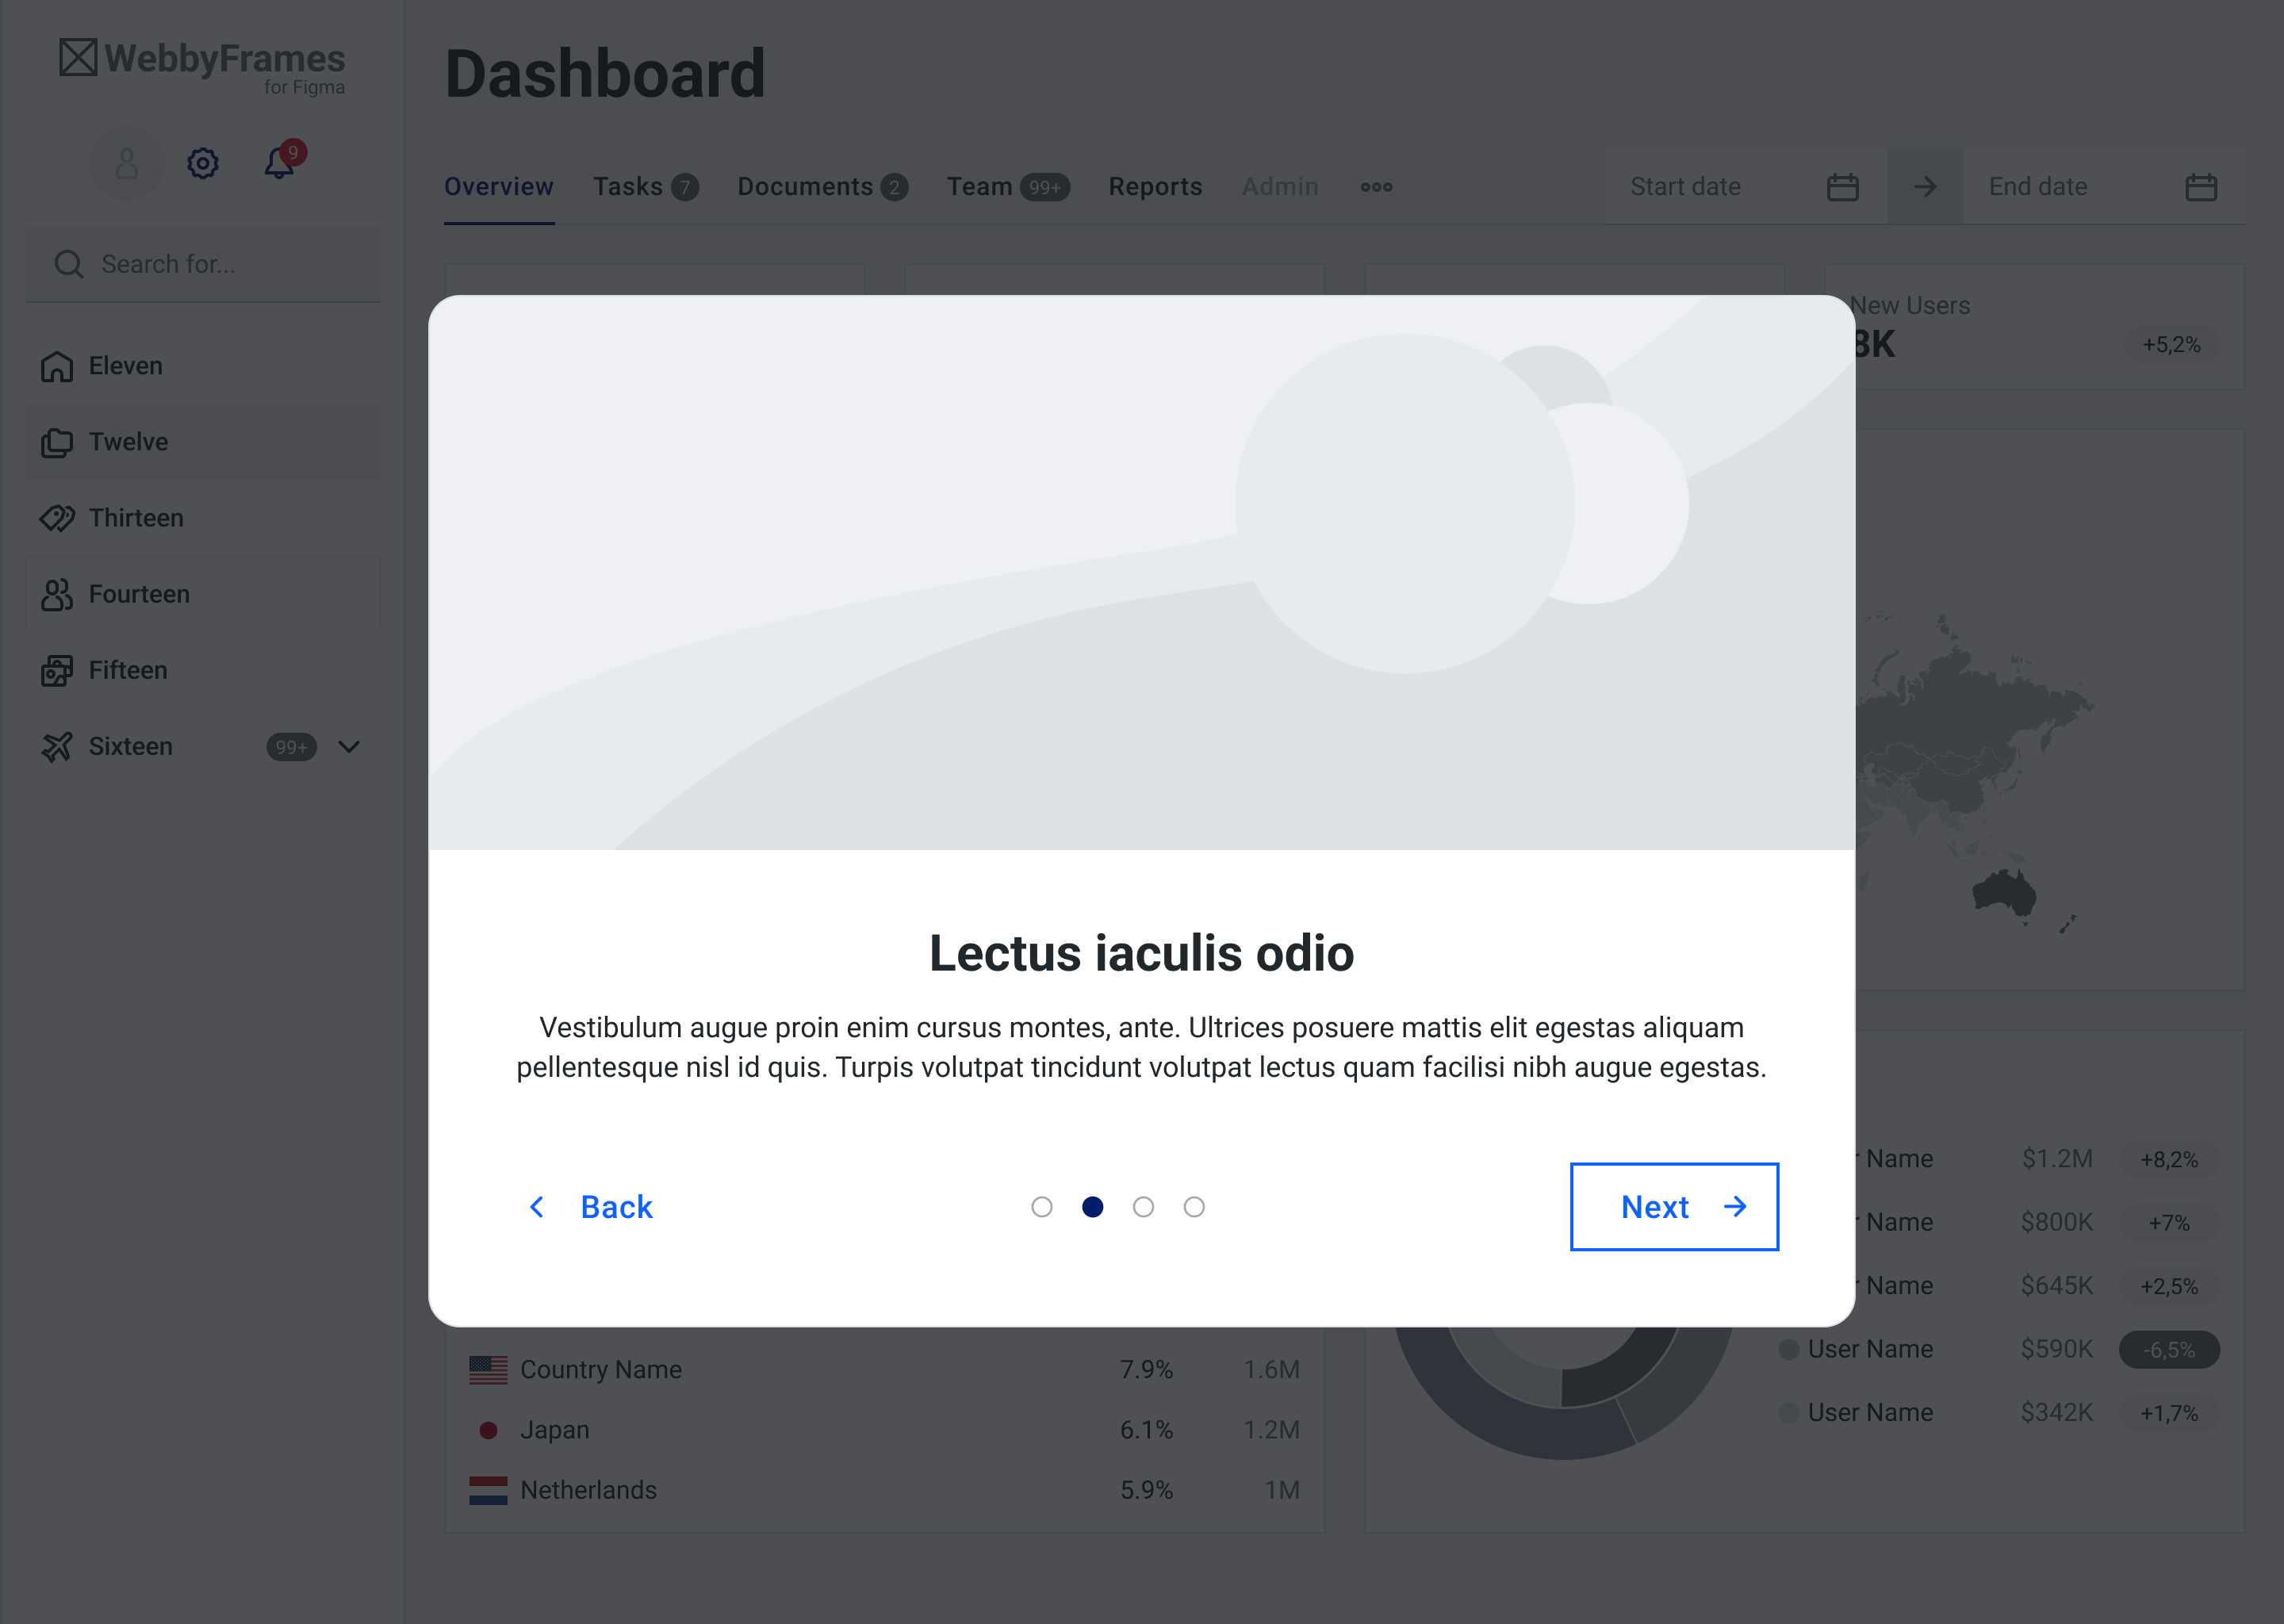 WebbyFrames
for Figma
9
Search for...
Eleven
Twelve
Thirteen
Fourteen
Fifteen
Sixteen 99+
Dashboard
Overview Tasks 7 Documents 2 Team 99+ Reports Admin
Start date End date
New Users
8K +5,2%
Lectus iaculis odio
Vestibulum augue proin enim cursus montes, ante. Ultrices posuere mattis elit egestas aliquam
pellentesque nisl id quis. Turpis volutpat tincidunt volutpat lectus quam facilisi nibh augue egestas.
Back Next
Name $1.2M +8,2%
Name $800K +7%
Name $645K +2,5%
User Name $590K -6,5%
User Name $342K +1,7%
Country Name 7.9% 1.6M
Japan 6.1% 1.2M
Netherlands 5.9% 1M